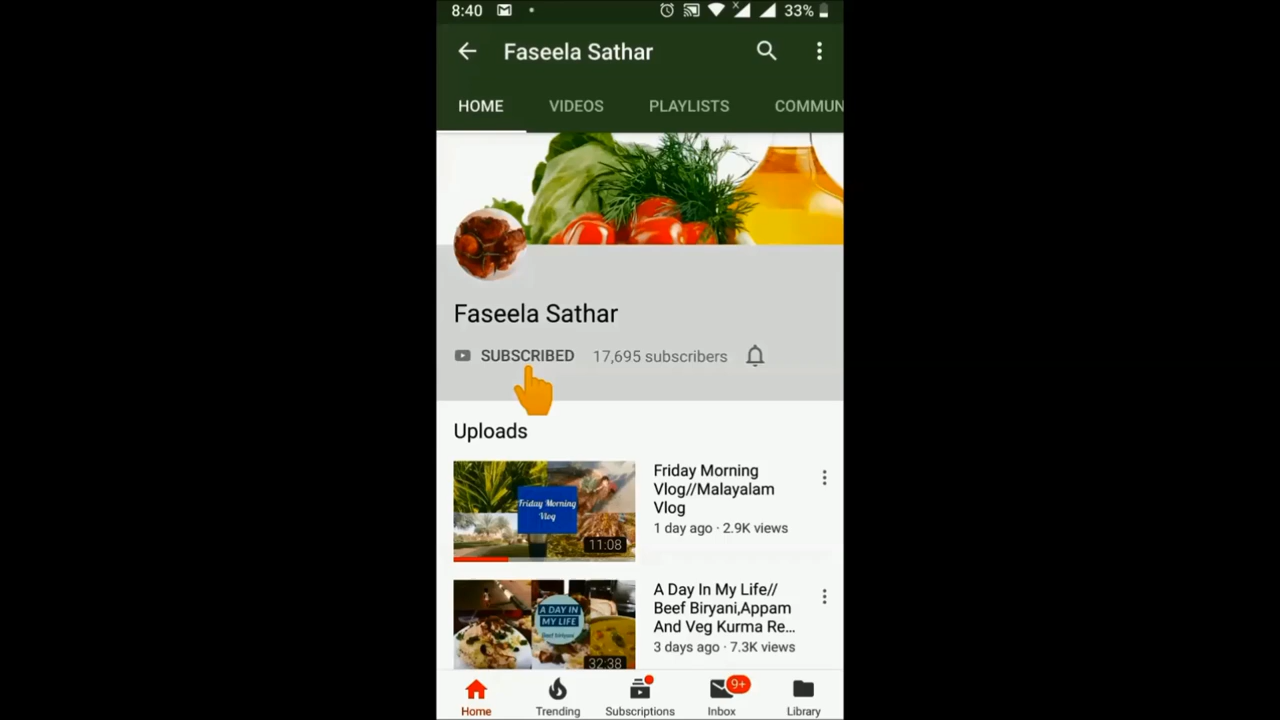 8:40
33%
Faseela Sathar
HOME VIDEOS PLAYLISTS COMMUN
Faseela Sathar
SUBSCRIBED 17,695 subscribers
Uploads
Friday Morning
Vlog
11:08
Friday Morning
Vlog//Malayalam
Vlog
1 day ago · 2.9K views
A DAY IN
MY LIFE
Beef biriyani
32:38
A Day In My Life//
Beef Biryani,Appam
And Veg Kurma Re...
3 days ago · 7.3K views
9+
Home Trending Subscriptions Inbox Library